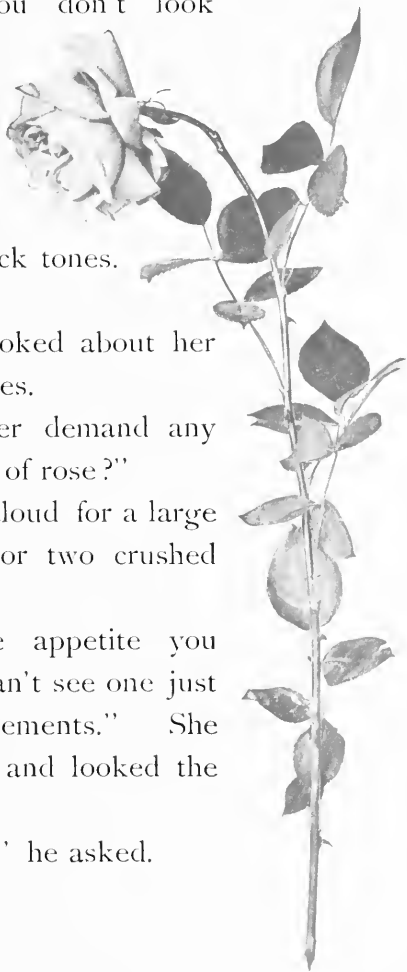 ou don't look
ck tones.
oked about her
es.
er demand any
of rose?"
loud for a large
or two crushed
e appetite you
an't see one just
ements." She
and looked the
' he asked.